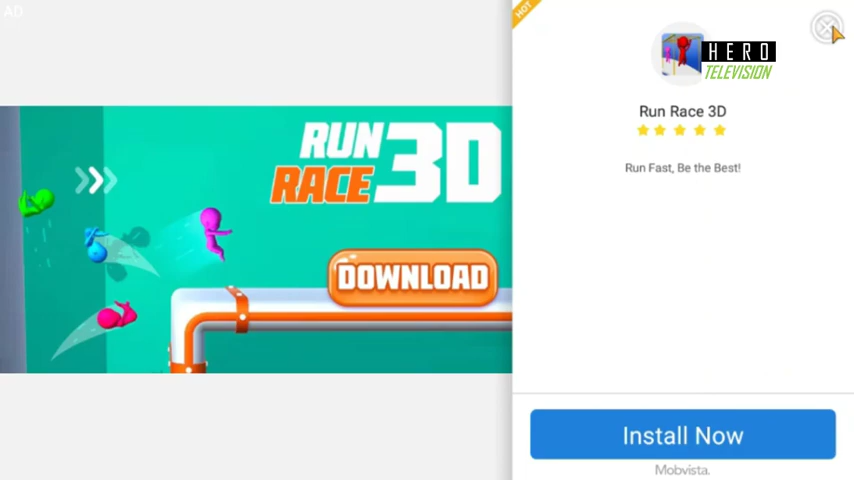 AD
RUN
RACE
3D
DOWNLOAD
HOT
HERO
TELEVISION
Run Race 3D
Run Fast, Be the Best!
Install Now
Mobvista.